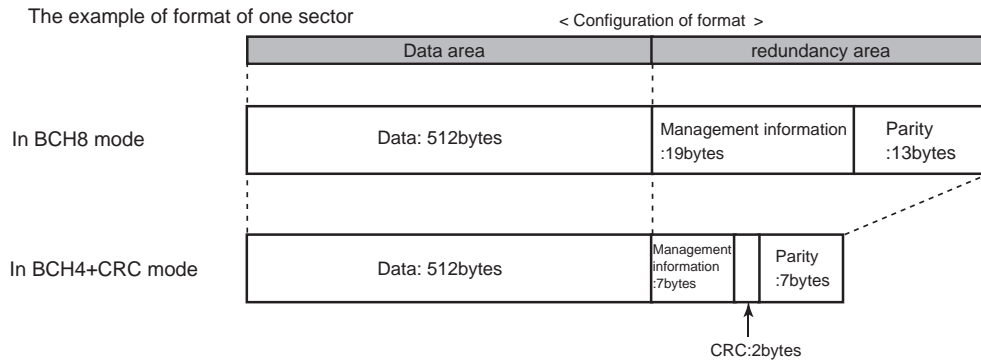 The example of format of one sector
< Configuration of format >
Data area
redundancy area
In BCH8 mode
Data: 512bytes
Management information
:19bytes
Parity
:13bytes
In BCH4+CRC mode
Data: 512bytes
Management
information
:7bytes
Parity
:7bytes
CRC:2bytes